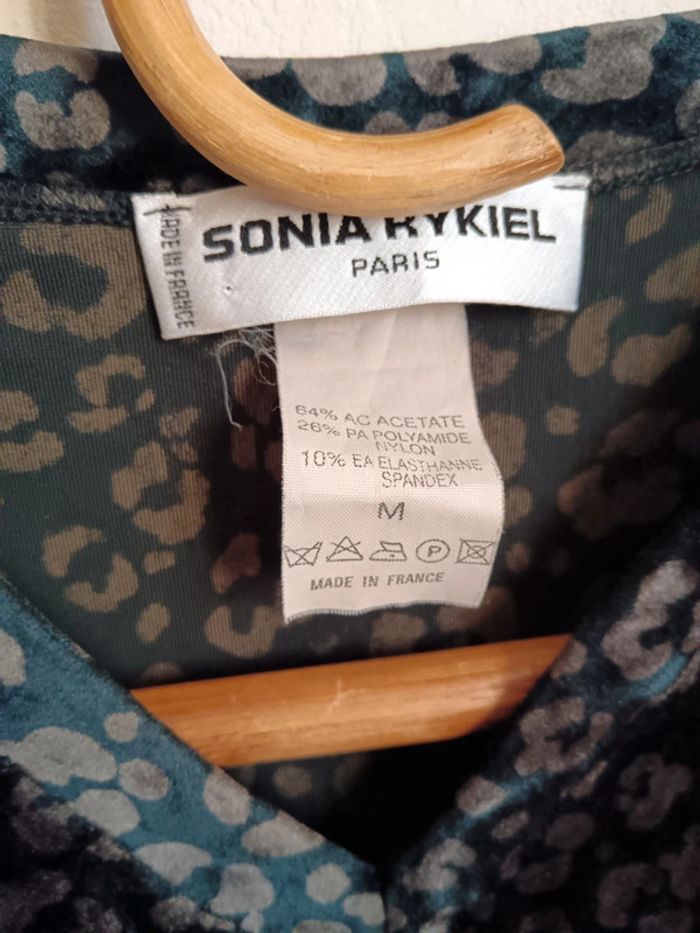 MADE IN FRANCE
SONIA RYKIEL
PARIS
64% AC ACETATE
26% PA POLYAMIDE
NYLON
10% EA ELASTHANNE
SPANDEX
M
P
MADE IN FRANCE